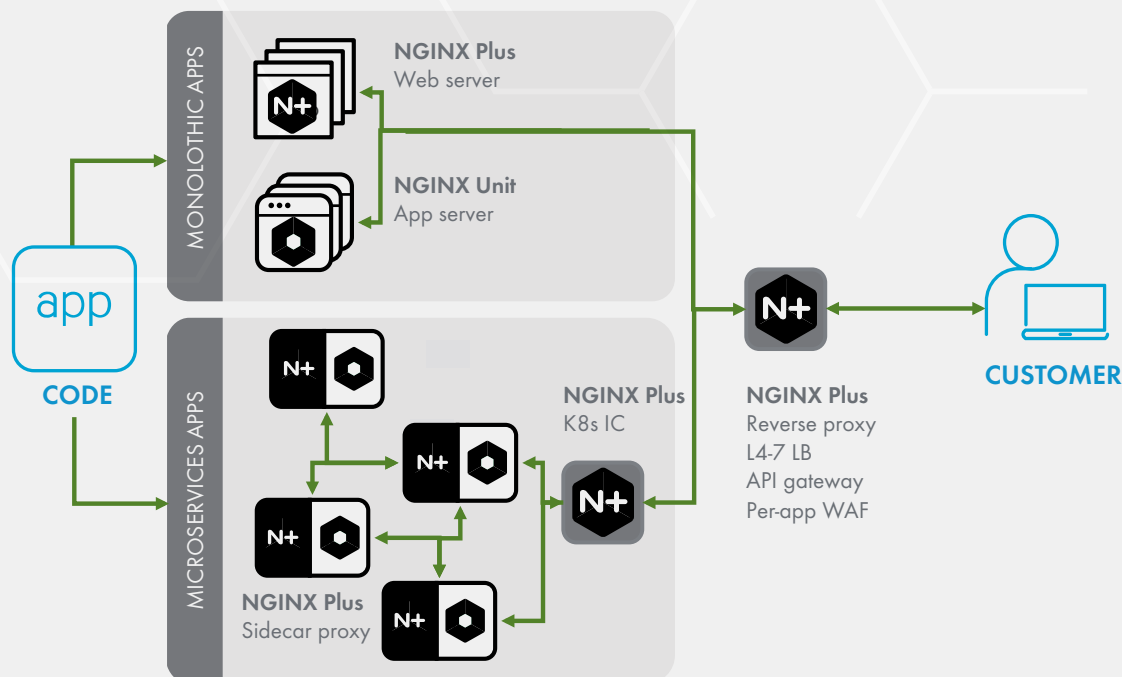 MONOLOTHIC APPS
NGINX Plus
Web server
N+
NGINX Unit
App server
app
CODE
MICROSERVICES APPS
N+
N+
N+
N+
NGINX Plus
Sidecar proxy
NGINX Plus
K8s IC
N+
N+
NGINX Plus
Reverse proxy
L4-7 LB
API gateway
Per-app WAF
CUSTOMER